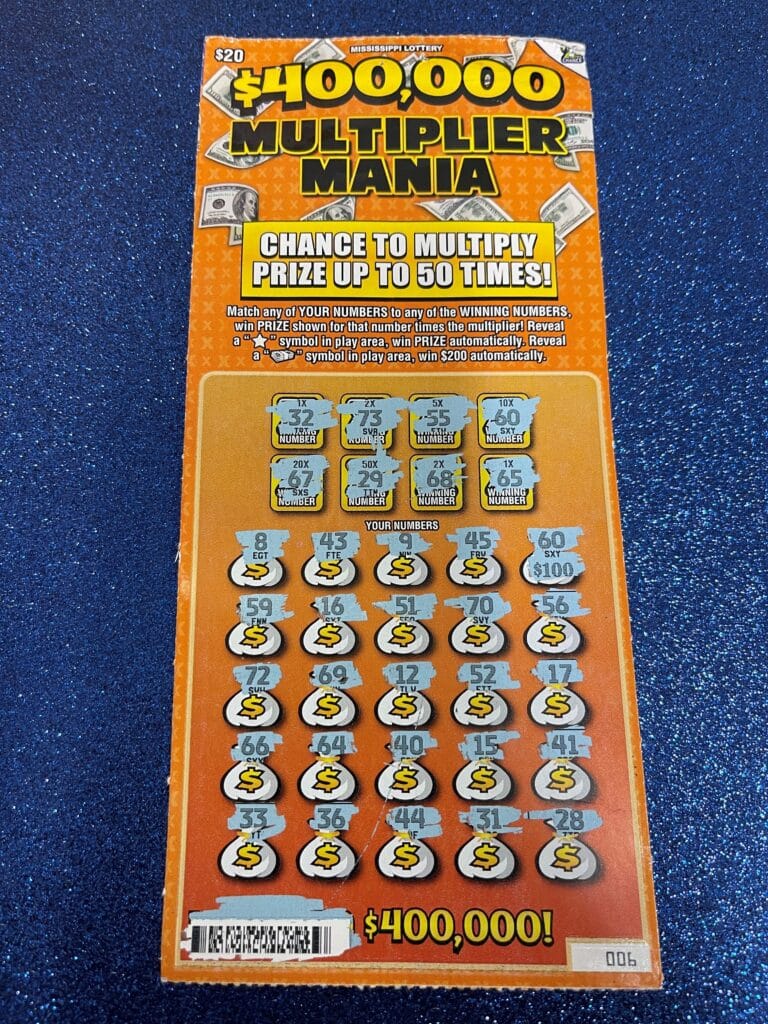 $20
MISSISSIPPI LOTTERY
$400,000
MULTIPLIER
MANIA
CHANCE TO MULTIPLY
PRIZE UP TO 50 TIMES!
Match any of YOUR NUMBERS to any of the WINNING NUMBERS,
win PRIZE shown for that number times the multiplier! Reveal
a "⭐" symbol in play area, win PRIZE automatically. Reveal
a " " symbol in play area, win $200 automatically.
1X 2X 5X 10X
32 73 55 60
SXY
NUMBER NUMBER NUMBER NUMBER
20X 50X 2X 1X
67 29 68 65
SXS WINNING WINNING
NUMBER NUMBER NUMBER NUMBER
YOUR NUMBERS
8 43 9 45 60
EGT FTE SXY
$ $ $ $ $100
59 16 51 70 56
SVY
$ $ $ $ $
72 69 12 52 17
$ $ $ $ $
66 64 40 15 41
$ $ $ $ $
33 36 44 31 28
$ $ $ $ $
$400,000!
006